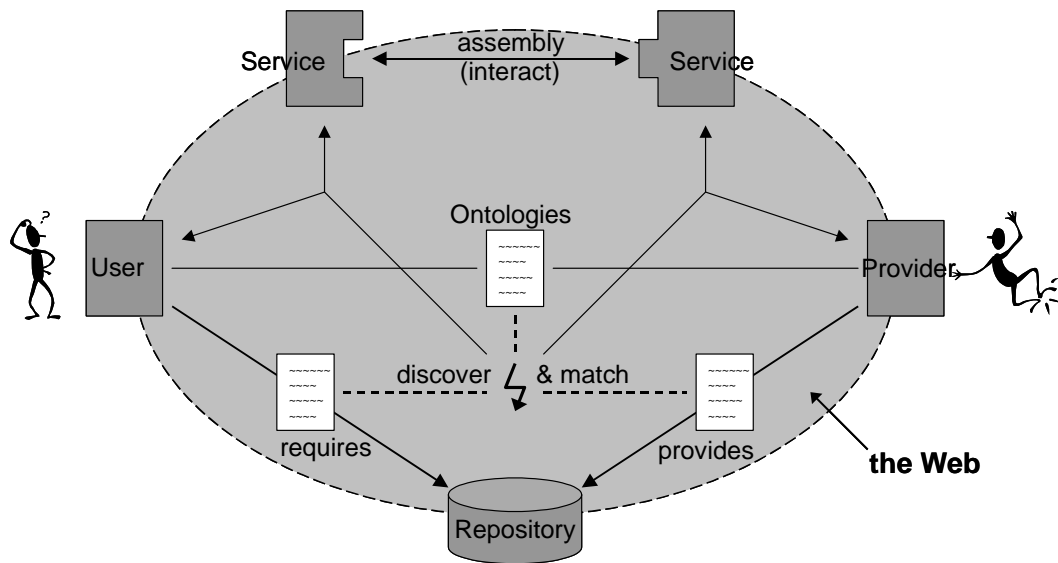 Service
assembly
(interact)
Service
?
Ontologies
~~~~~~
~~~~
~~~~~
~~~~
User
Provider
discover & match
~~~~~~
~~~~
~~~~~
~~~~
~~~~~~
~~~~
~~~~~
~~~~
requires
provides
the Web
Repository